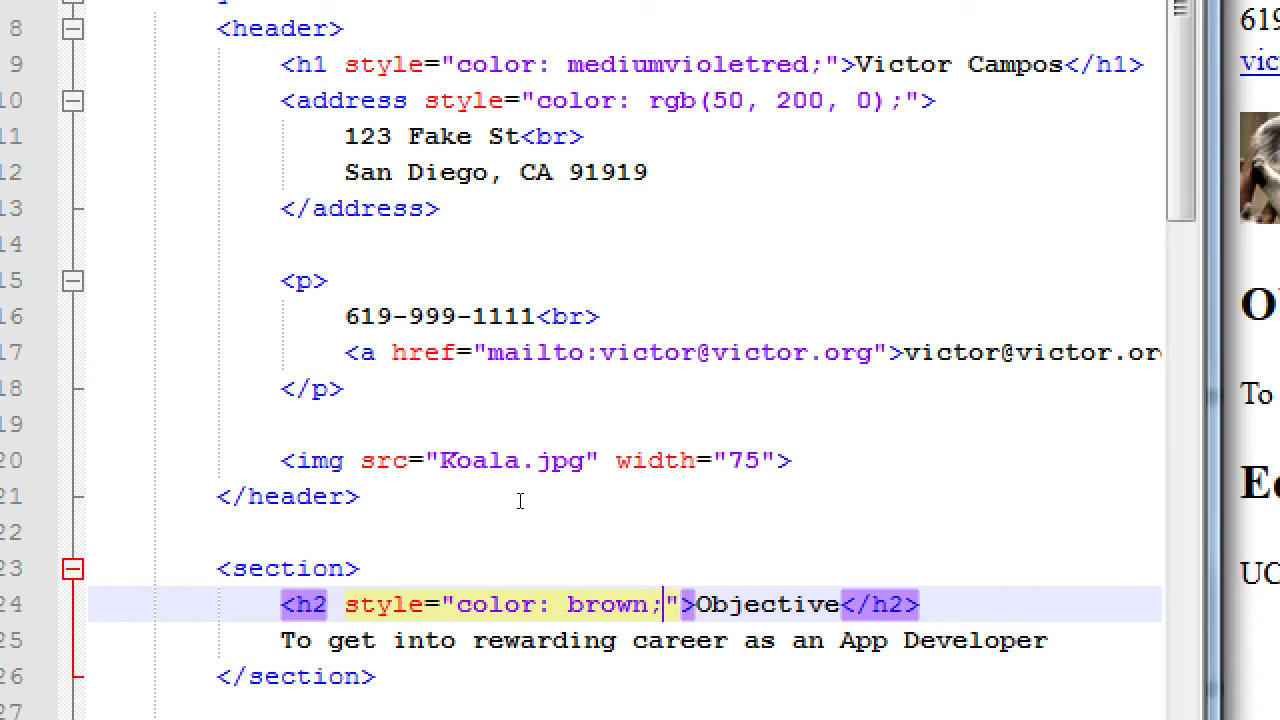 8 <header>
9 <h1 style="color: mediumvioletred;">Victor Campos</h1>
10 <address style="color: rgb(50, 200, 0);">
11 123 Fake St<br>
12 San Diego, CA 91919
13 </address>
14
15 <p>
16 619-999-1111<br>
17 <a href="mailto:victor@victor.org">victor@victor.or
18 </p>
19
20 <img src="Koala.jpg" width="75">
21 </header>
22
23 <section>
24 <h2 style="color: brown;">Objective</h2>
25 To get into rewarding career as an App Developer
26 </section>
27
619
vic
To